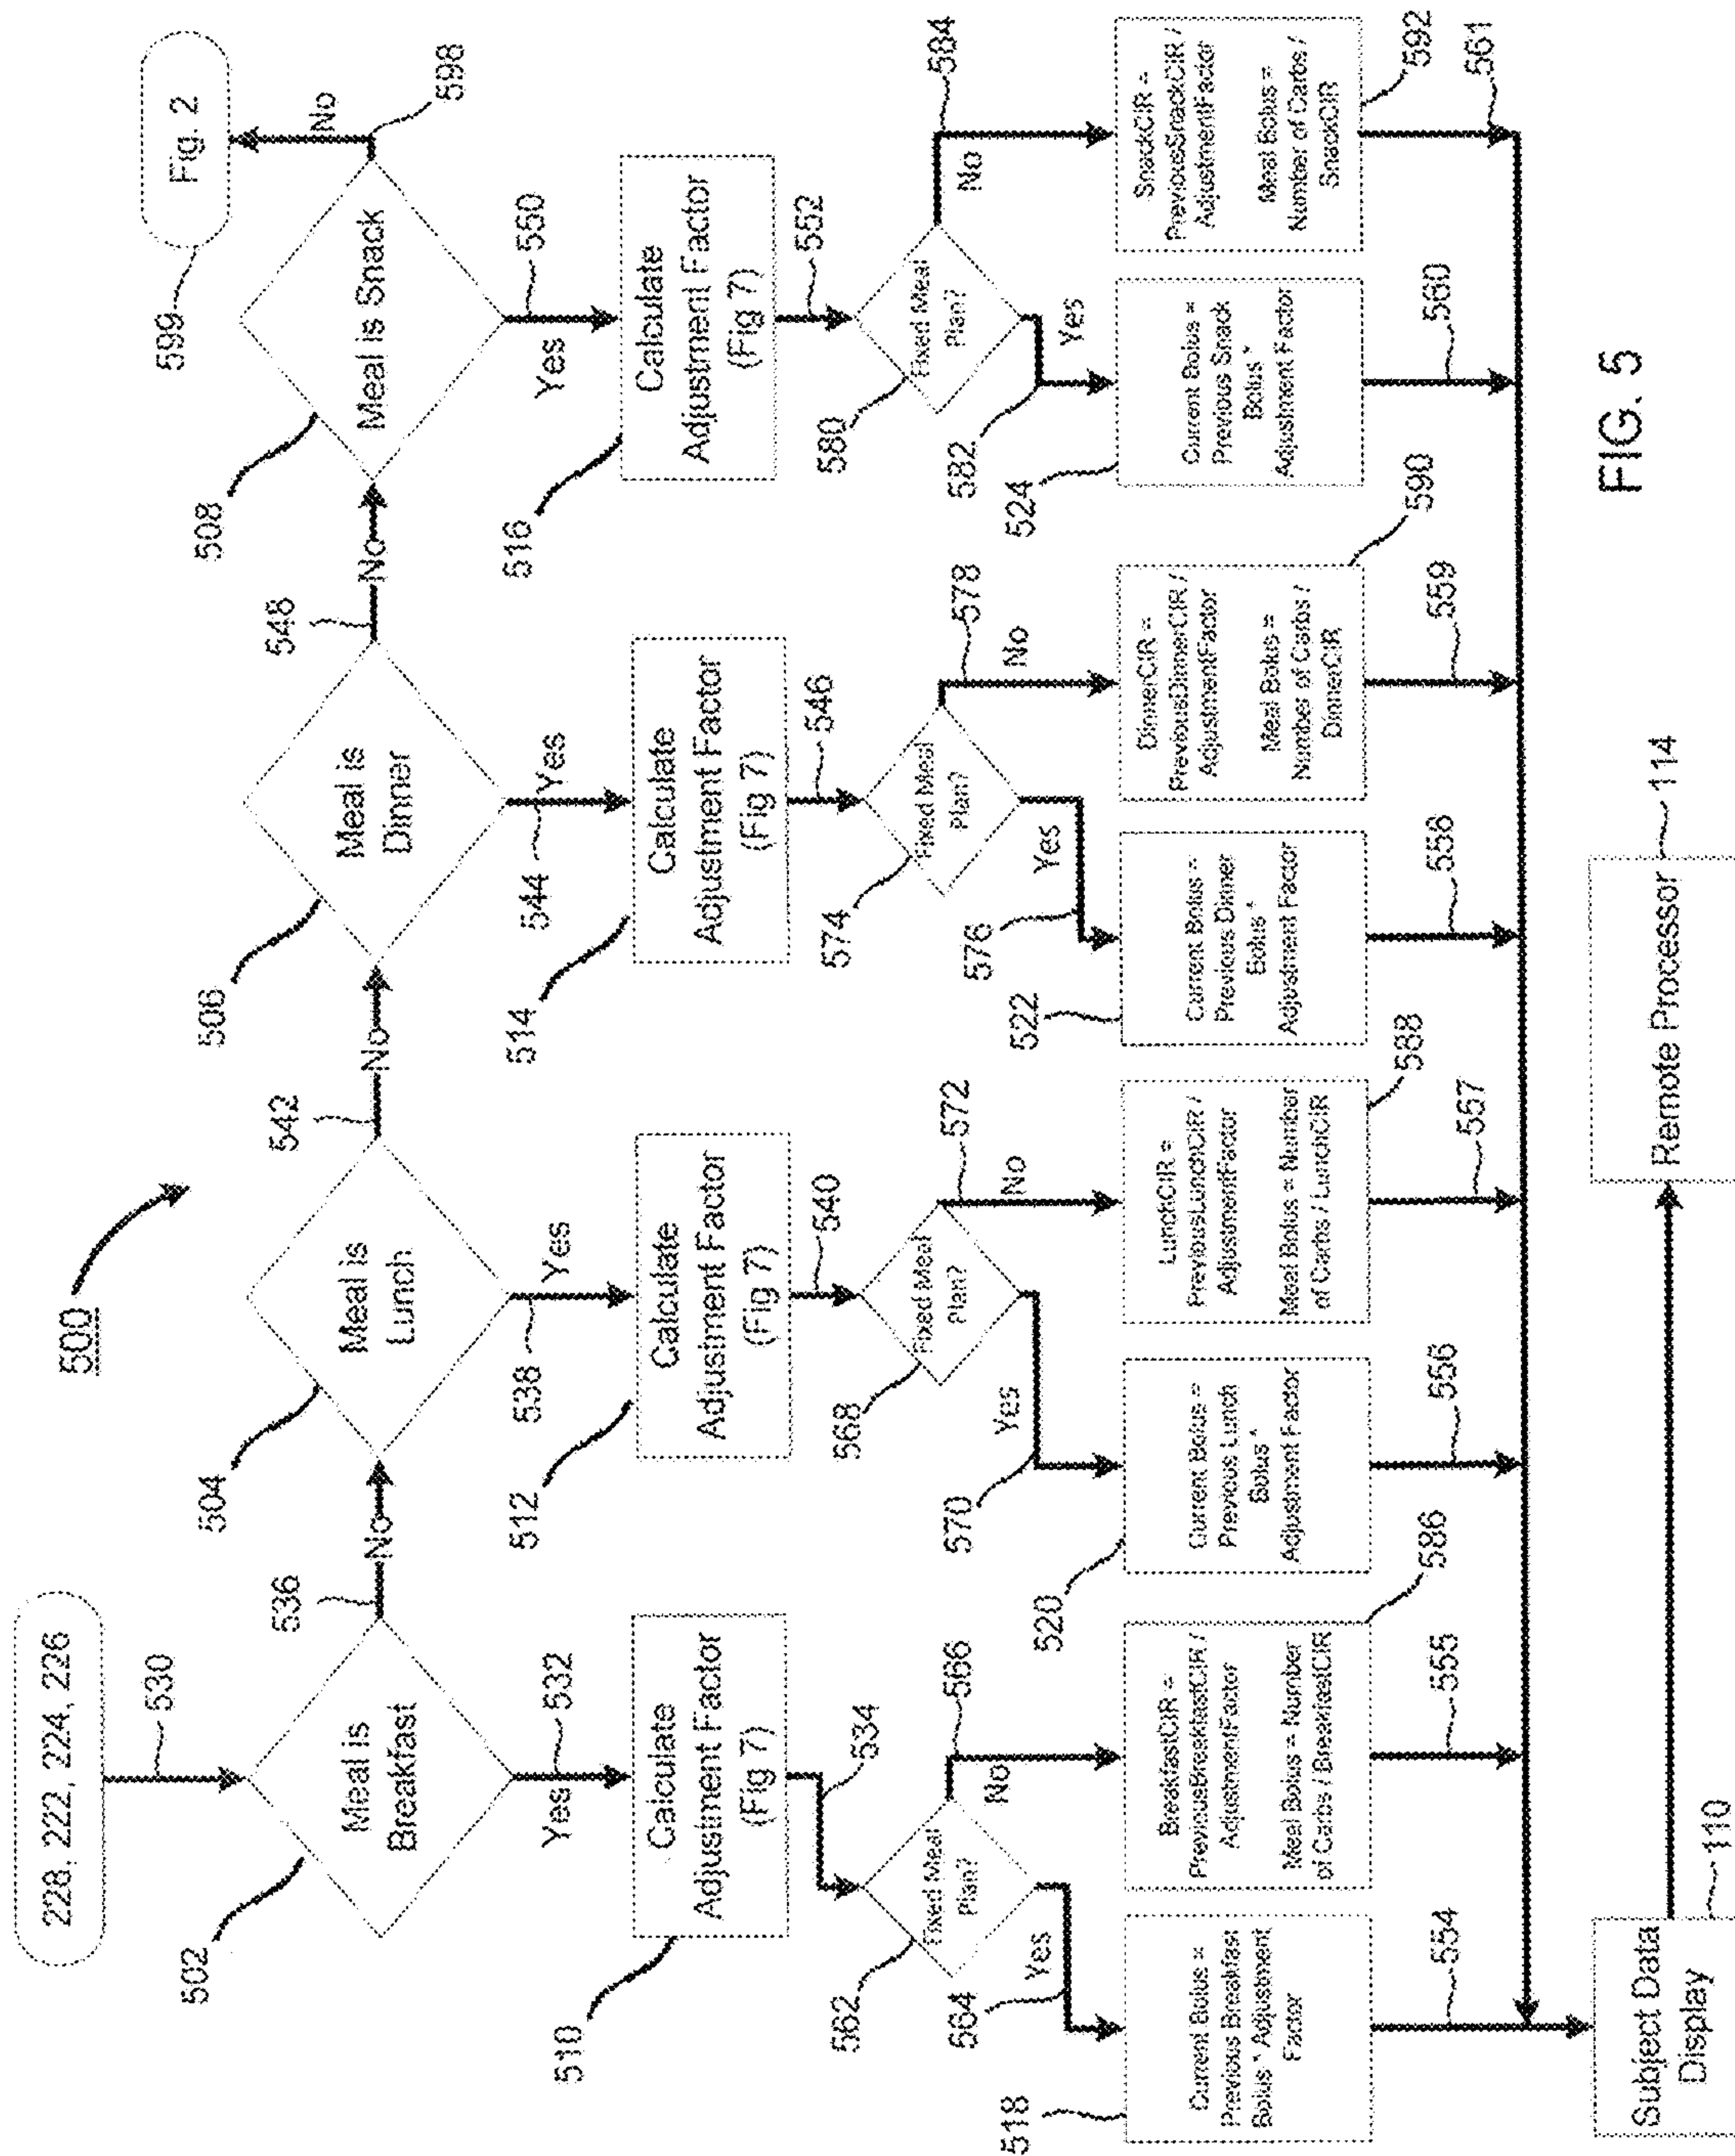 500
228, 222, 224, 226
530
502
Meal is
Breakfast
536
No
504
Meal is
Lunch
542
No
506
Meal is
Dinner
548
No
508
Meal is Snack
598
No
Fig. 2
599
Yes
532
538
Yes
544
Yes
Yes
550
510
Calculate
Adjustment Factor
(Fig 7)
534
512
Calculate
Adjustment Factor
(Fig 7)
540
514
Calculate
Adjustment Factor
(Fig 7)
546
516
Calculate
Adjustment Factor
(Fig 7)
552
562
Fixed Meal
Plan?
564
Yes
566
No
568
Fixed Meal
Plan?
570
Yes
572
No
574
Fixed Meal
Plan?
576
Yes
578
No
580
Fixed Meal
Plan?
582
Yes
584
No
518
Current Bolus =
Previous Breakfast
Bolus * Adjustment
Factor
554
BreakfastCIR =
PreviousBreakfastCIR /
AdjustmentFactor
Meal Bolus = Number
of Carbs / BreakfastCIR
586
555
520
Current Bolus =
Previous Lunch
Bolus *
Adjustment Factor
556
LunchCIR =
PreviousLunchCIR /
AdjustmentFactor
Meal Bolus = Number
of Carbs / LunchCIR
588
557
522
Current Bolus =
Previous Dinner
Bolus *
Adjustment Factor
558
DinnerCIR =
PreviousDinnerCIR /
AdjustmentFactor
Meal Bolus =
Number of Carbs /
DinnerCIR
590
559
524
Current Bolus =
Previous Snack
Bolus *
Adjustment Factor
560
SnackCIR =
PreviousSnackCIR /
AdjustmentFactor
Meal Bolus =
Number of Carbs /
SnackCIR
592
561
Subject Data
Display
110
Remote Processor
114
FIG. 5